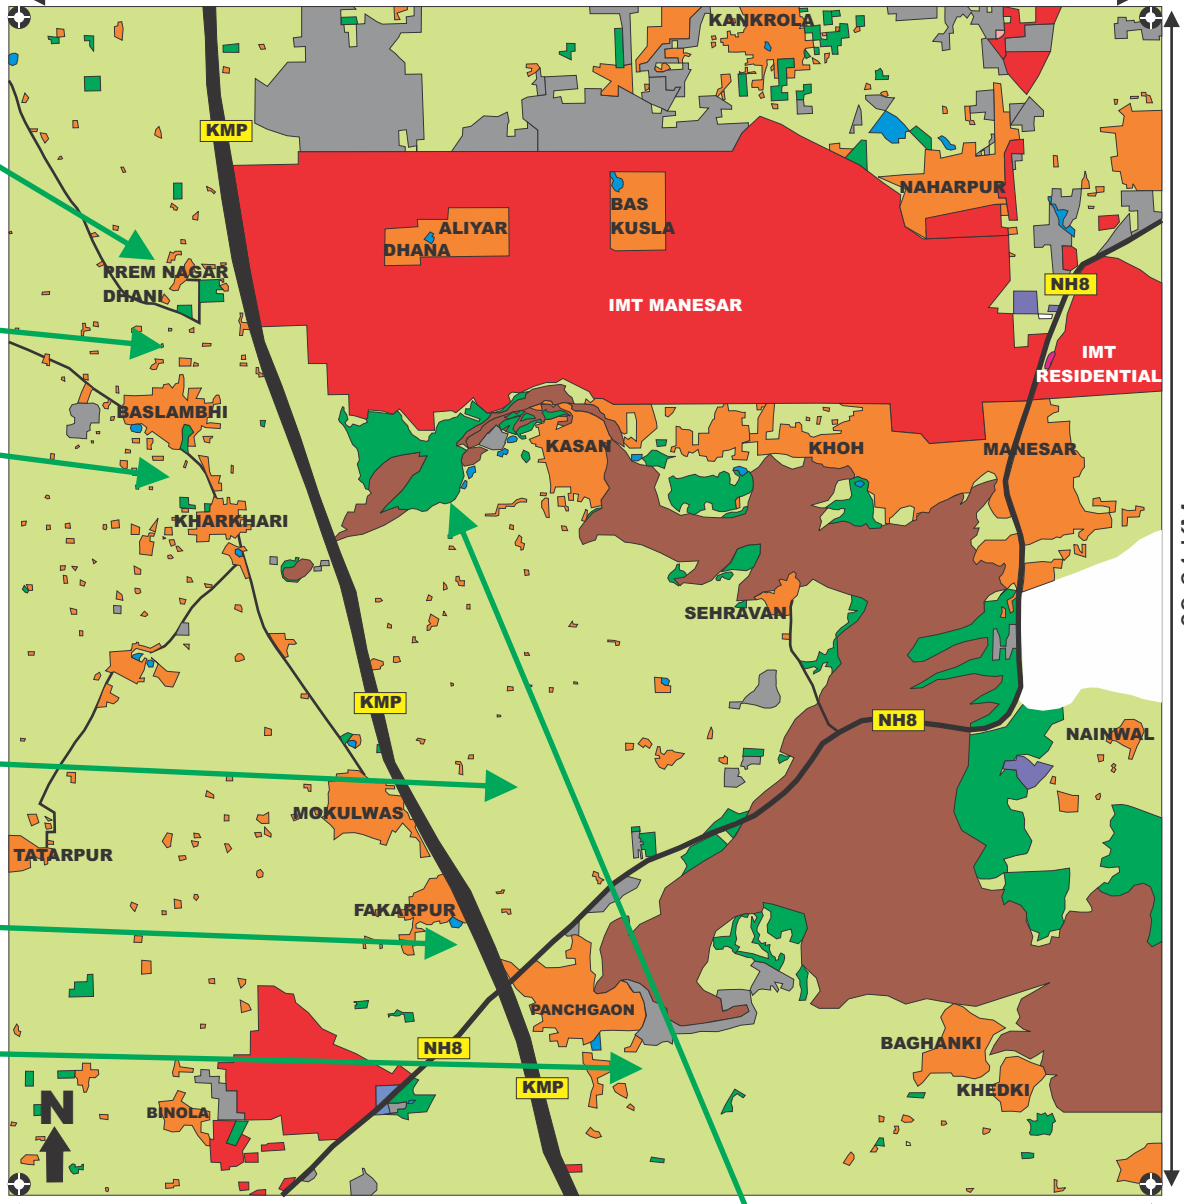 KANKROLA
KMP
NAHARPUR
BAS
KUSLA
ALIYAR
DHANA
PREM NAGAR
DHANI
NH8
IMT MANESAR
IMT
RESIDENTIAL
BASLAMBHI
KASAN
KHOH
MANESAR
KHARKHARI
SEHRAVAN
KMP
NH8
NAINWAL
MOKULWAS
TATARPUR
FAKARPUR
PANCHGAON
NH8
BAGHANKI
KMP
KHEDKI
BINOLA
N